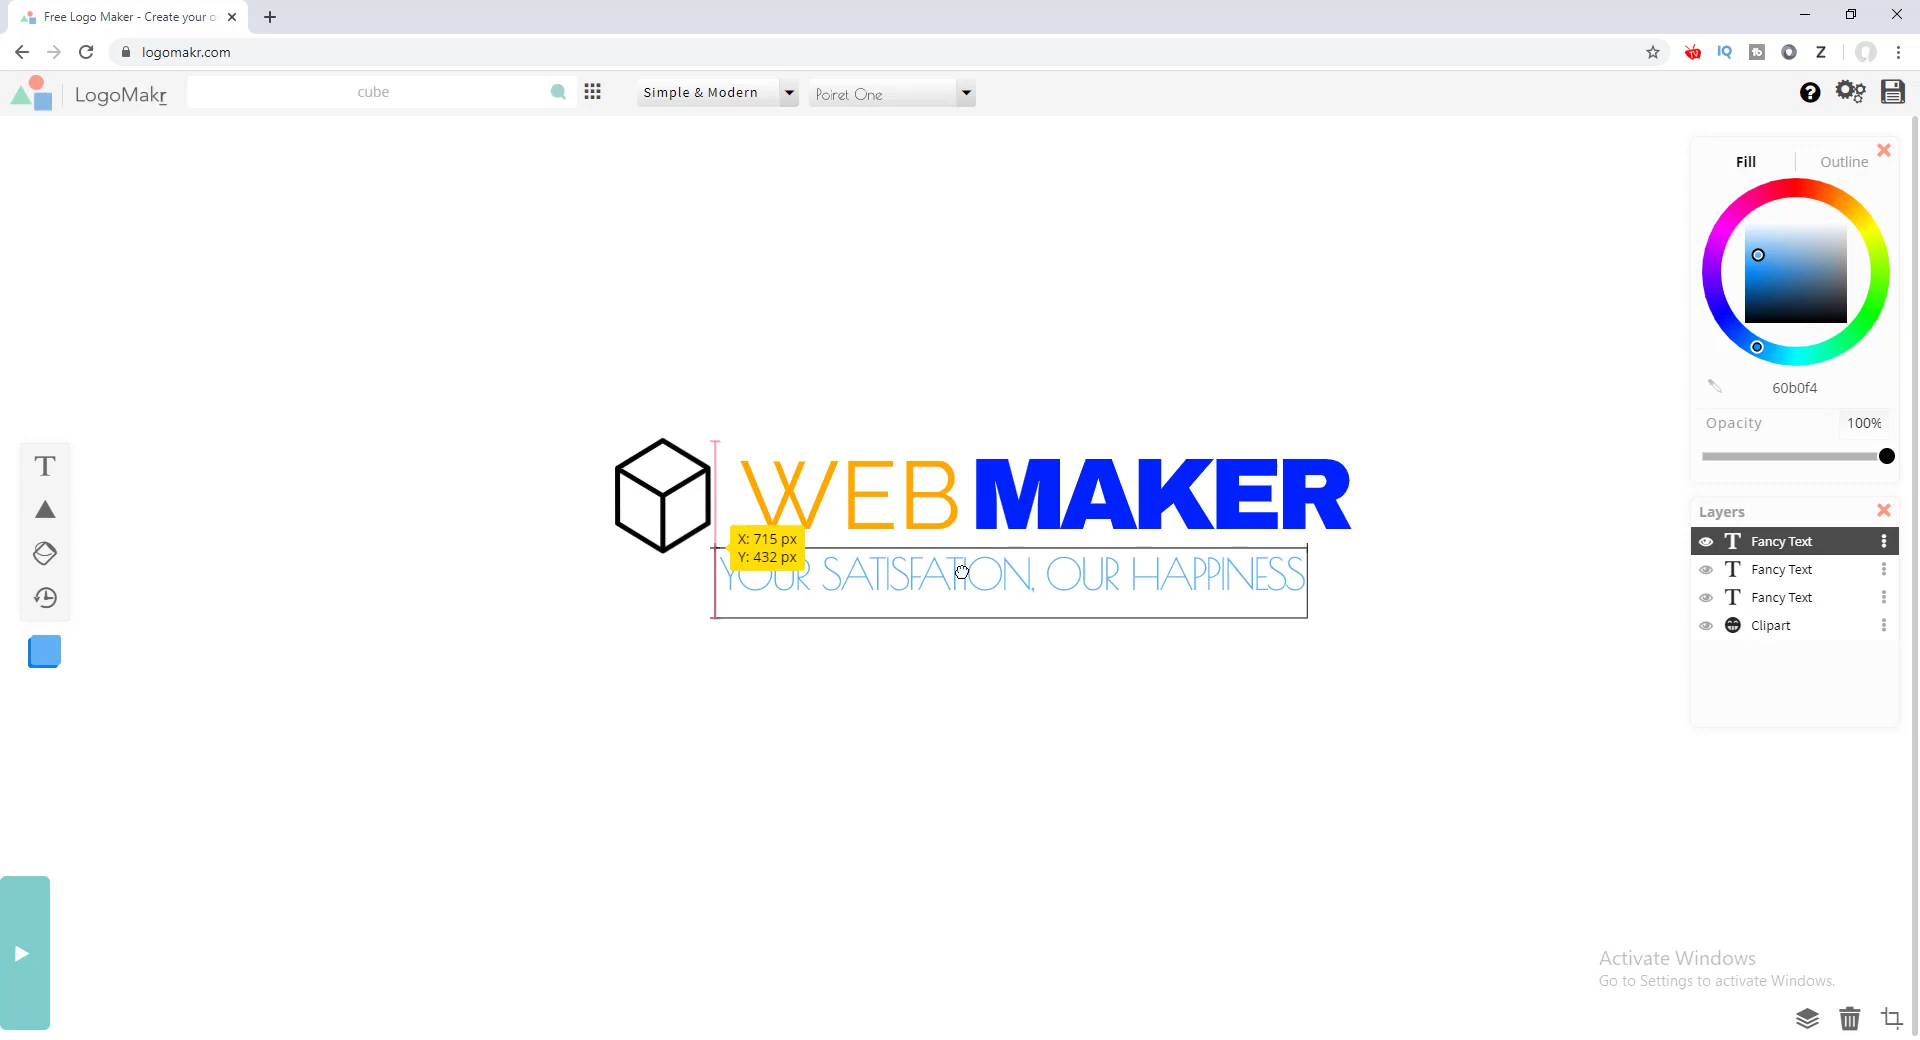 Free Logo Maker - Create your o
logomakr.com
LogoMakr
cube
Simple & Modern
Poiret One
Fill
Outline
60b0f4
Opacity
100%
WEB MAKER
X: 715 px
Y: 432 px
YOUR SATISFATION, OUR HAPPINESS
Layers
Fancy Text
Fancy Text
Fancy Text
Clipart
Activate Windows
Go to Settings to activate Windows.